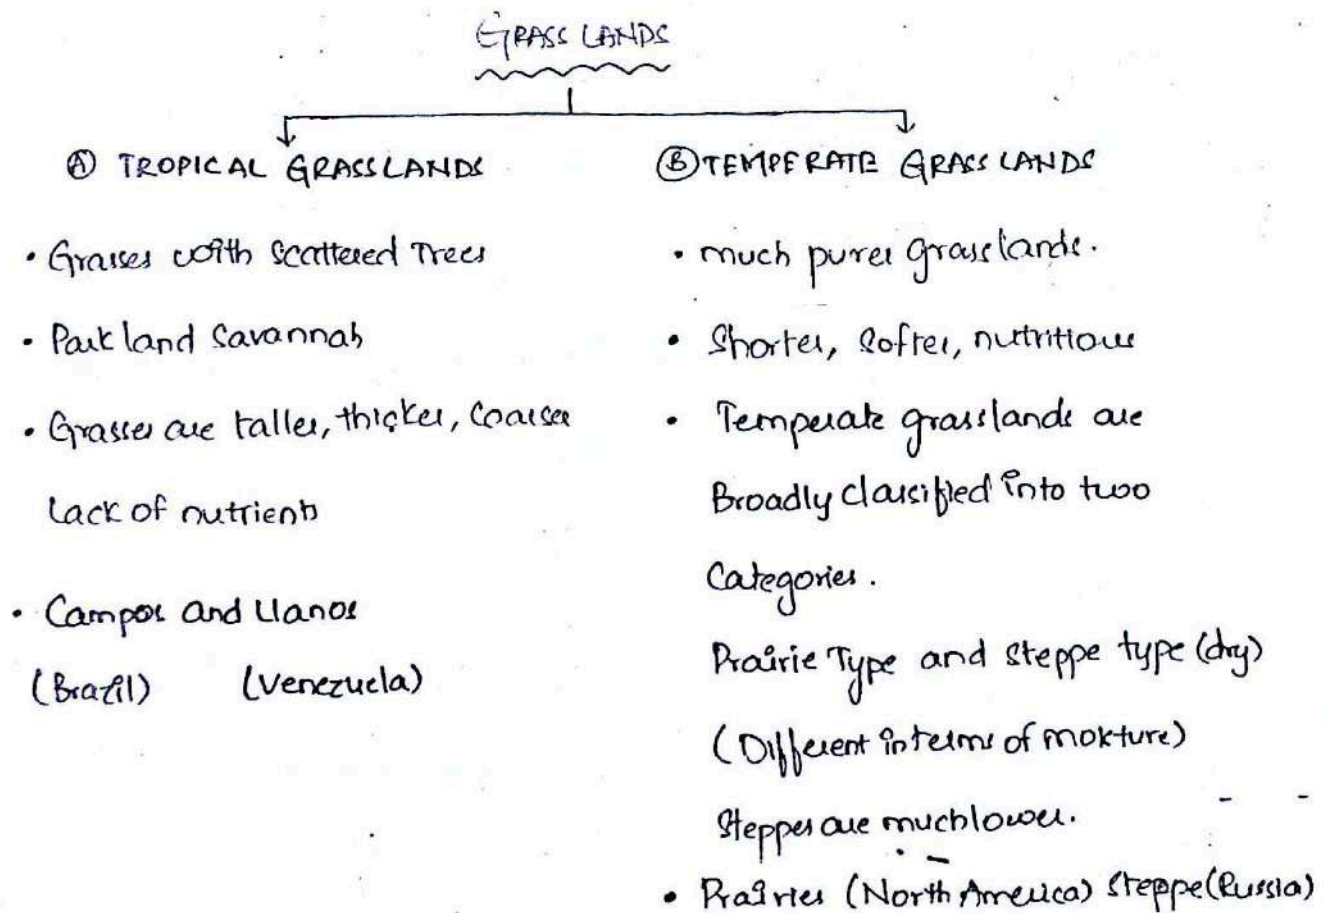 GRASS LANDS
Ⓐ TROPICAL GRASSLANDS
• Grasses with scattered Trees
• Park land Savannah
• Grasses are taller, thicker, Coarser
Lack of nutrients
• Campos and Llanos
(Brazil) (Venezuela)
Ⓑ TEMPERATE GRASS LANDS
• much purer grasslands.
• Shorter, Softer, nutritious
• Temperate grasslands are
Broadly classified into two
Categories.
Prairie Type and steppe type (dry)
(Different in terms of moisture)
Steppes are much lower.
• Prairies (North America) Steppe (Russia)